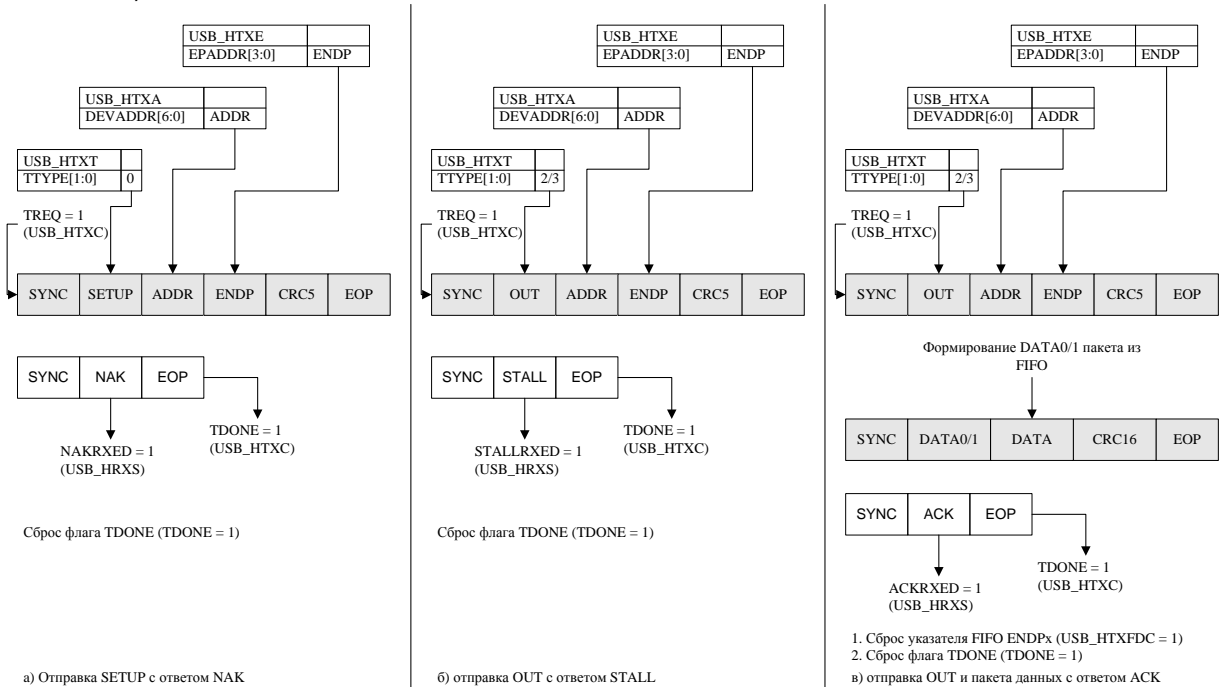 USB_HTXE
EPADDR[3:0] ENDP
USB_HTXA
DEVADDR[6:0] ADDR
USB_HTXT
TTYPE[1:0] 0
TREQ = 1
(USB_HTXC)
SYNC SETUP ADDR ENDP CRC5 EOP
SYNC NAK EOP
NAKRXED = 1
(USB_HRXS)
TDONE = 1
(USB_HTXC)
Сброс флага TDONE (TDONE = 1)
а) Отправка SETUP с ответом NAK
USB_HTXE
EPADDR[3:0] ENDP
USB_HTXA
DEVADDR[6:0] ADDR
USB_HTXT
TTYPE[1:0] 2/3
TREQ = 1
(USB_HTXC)
SYNC OUT ADDR ENDP CRC5 EOP
SYNC STALL EOP
STALLRXED = 1
(USB_HRXS)
TDONE = 1
(USB_HTXC)
Сброс флага TDONE (TDONE = 1)
б) отправка OUT с ответом STALL
USB_HTXE
EPADDR[3:0] ENDP
USB_HTXA
DEVADDR[6:0] ADDR
USB_HTXT
TTYPE[1:0] 2/3
TREQ = 1
(USB_HTXC)
SYNC OUT ADDR ENDP CRC5 EOP
Формирование DATA0/1 пакета из
FIFO
SYNC DATA0/1 DATA CRC16 EOP
SYNC ACK EOP
ACKRXED = 1
(USB_HRXS)
TDONE = 1
(USB_HTXC)
1. Сброс указателя FIFO ENDPx (USB_HTXFDC = 1)
2. Сброс флага TDONE (TDONE = 1)
в) отправка OUT и пакета данных с ответом ACK